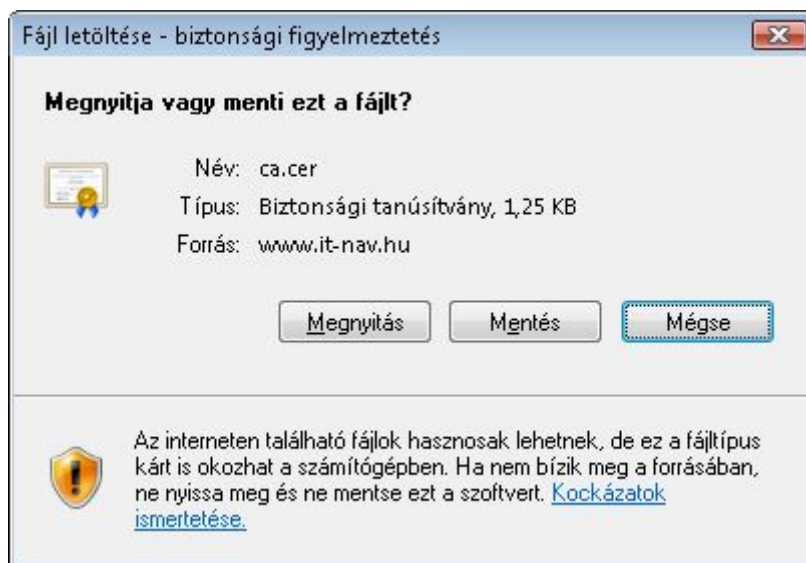 Fájl letöltése - biztonsági figyelmeztetés
Megnyitja vagy menti ezt a fájlt?
Név: ca.cer
Típus: Biztonsági tanúsítvány, 1,25 KB
Forrás: www.it-nav.hu
Megnyitás Mentés Mégse
Az interneten található fájlok hasznosak lehetnek, de ez a fájltípus
kárt is okozhat a számítógépben. Ha nem bízik meg a forrásában,
ne nyissa meg és ne mentse ezt a szoftvert. Kockázatok
ismertetése.